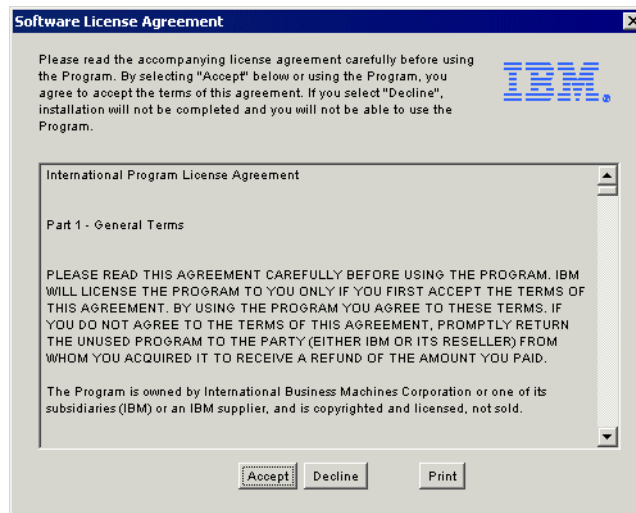 Software License Agreement
Please read the accompanying license agreement carefully before using
the Program. By selecting "Accept" below or using the Program, you
agree to accept the terms of this agreement. If you select "Decline",
installation will not be completed and you will not be able to use the
Program.
IBM
International Program License Agreement
Part 1 - General Terms
PLEASE READ THIS AGREEMENT CAREFULLY BEFORE USING THE PROGRAM. IBM
WILL LICENSE THE PROGRAM TO YOU ONLY IF YOU FIRST ACCEPT THE TERMS OF
THIS AGREEMENT. BY USING THE PROGRAM YOU AGREE TO THESE TERMS. IF
YOU DO NOT AGREE TO THE TERMS OF THIS AGREEMENT, PROMPTLY RETURN
THE UNUSED PROGRAM TO THE PARTY (EITHER IBM OR ITS RESELLER) FROM
WHOM YOU ACQUIRED IT TO RECEIVE A REFUND OF THE AMOUNT YOU PAID.
The Program is owned by International Business Machines Corporation or one of its
subsidiaries (IBM) or an IBM supplier, and is copyrighted and licensed, not sold.
Accept Decline Print